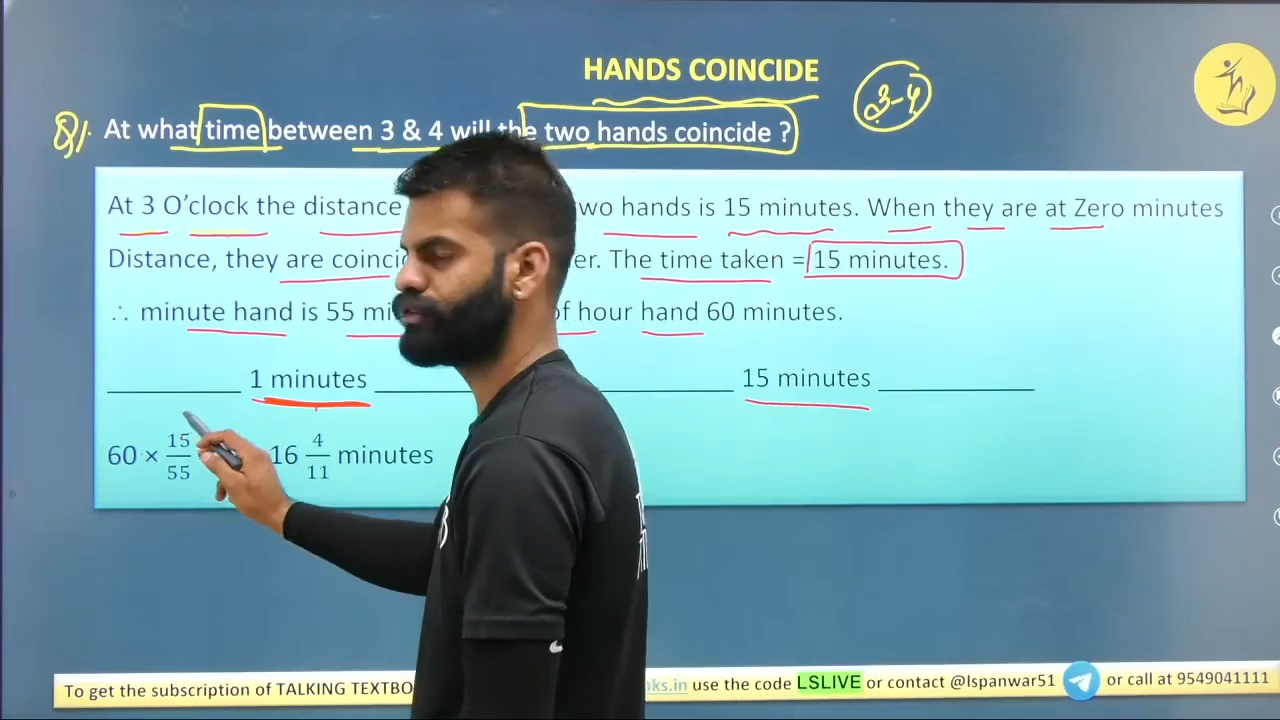 HANDS COINCIDE
3-4
Q1. At what time between 3 & 4 will the two hands coincide ?
At 3 O’clock the distance two hands is 15 minutes. When they are at Zero minutes
Distance, they are The time taken = 15 minutes.
∴ minute hand is 55 of hour hand 60 minutes.
__________ 1 minutes __________ 15 minutes __________
60 × 15/55 16 4/11 minutes
To get the subscription of TALKING use the code LSLIVE or contact @lspanwar51 or call at 9549041111